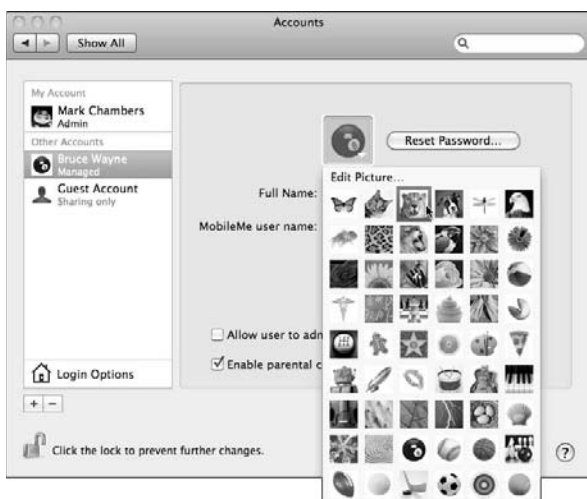 Accounts
Show All
My Account
Mark Chambers
Admin
Other Accounts
Bruce Wayne
Managed
Guest Account
Sharing only
Login Options
+ −
Click the lock to prevent further changes.
Reset Password...
Edit Picture...
Full Name:
MobileMe user name:
Allow user to adm
Enable parental c
?